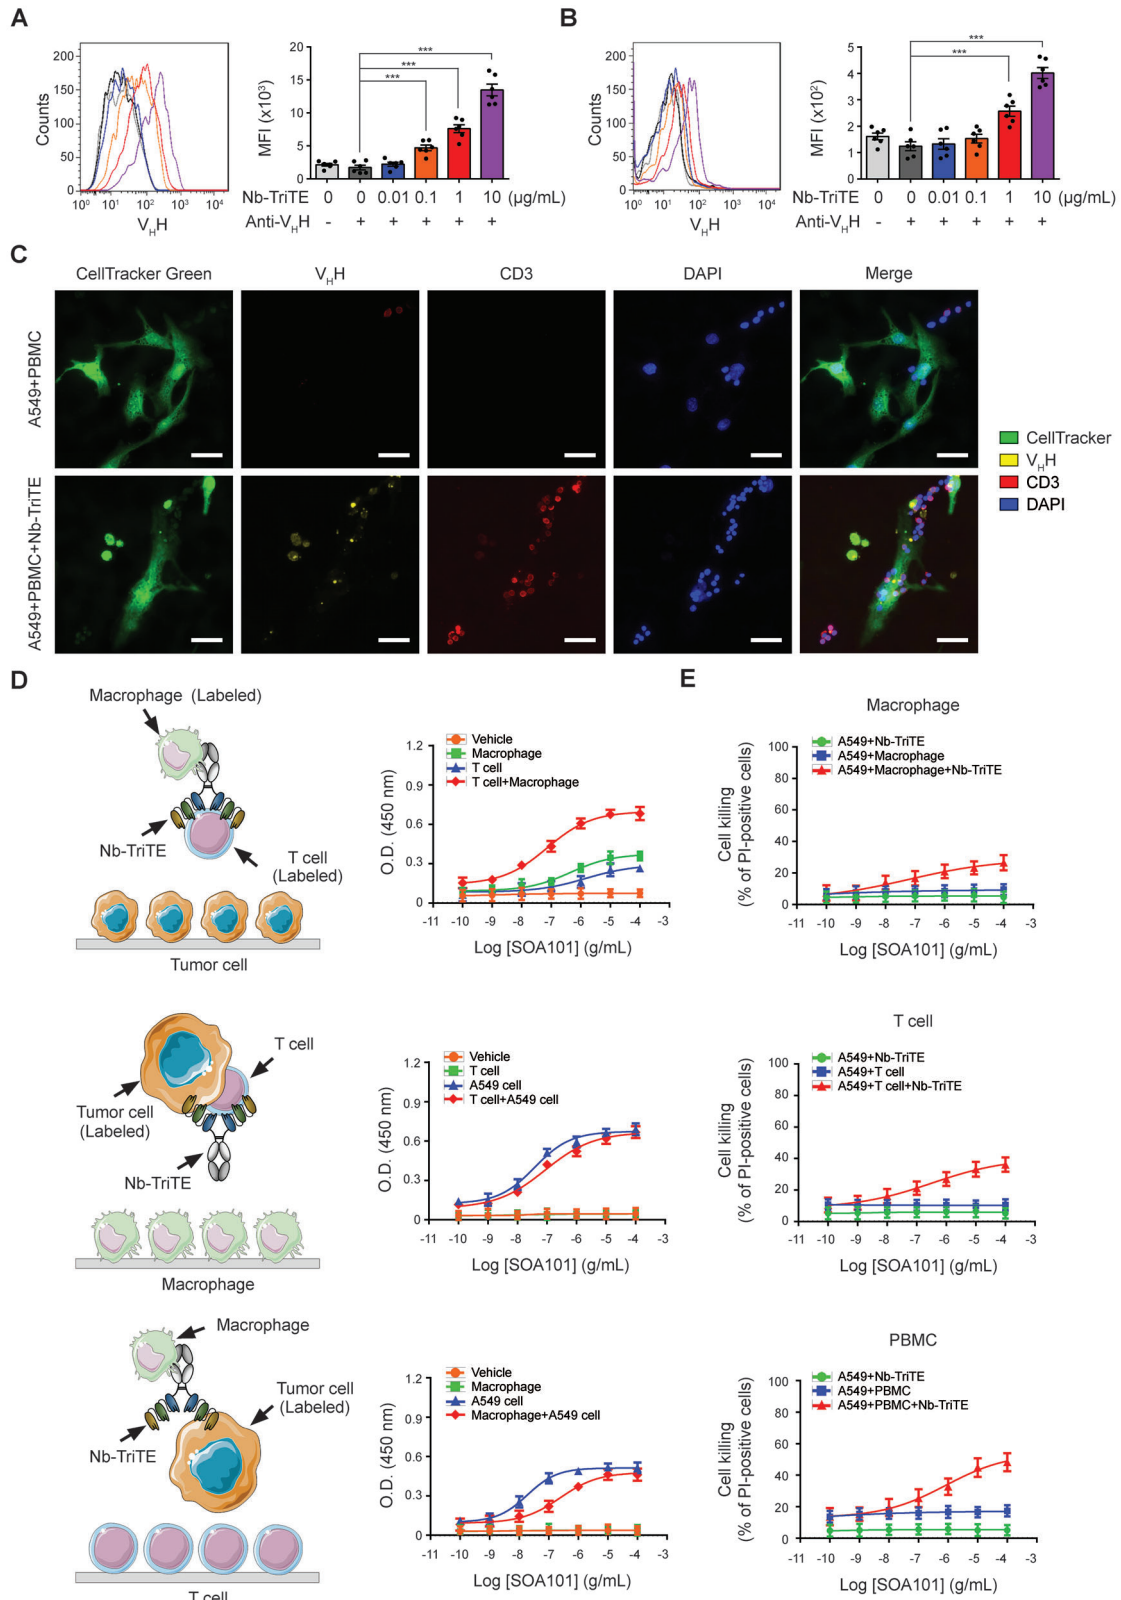 A
200
150
100
50
0
Counts
10⁰ 10¹ 10² 10³ 10⁴
VHH
20
15
10
5
0
MFI (x10³)
***
***
***
Nb-TriTE 0 0 0.01 0.1 1 10 (μg/mL)
Anti-VHH - + + + + +
B
200
150
100
50
0
Counts
10⁰ 10¹ 10² 10³ 10⁴
VHH
5
4
3
2
1
0
MFI (x10²)
***
***
Nb-TriTE 0 0 0.01 0.1 1 10 (μg/mL)
Anti-VHH - + + + + +
C
CellTracker Green VHH CD3 DAPI Merge
A549+PBMC
A549+PBMC+Nb-TriTE
CellTracker
VHH
CD3
DAPI
D
Macrophage (Labeled)
Nb-TriTE
T cell
(Labeled)
Tumor cell
Vehicle
Macrophage
T cell
T cell+Macrophage
1.2
0.9
0.6
0.3
0
O.D. (450 nm)
-11 -10 -9 -8 -7 -6 -5 -4 -3
Log [SOA101] (g/mL)
T cell
Tumor cell
(Labeled)
Nb-TriTE
Macrophage
Vehicle
T cell
A549 cell
T cell+A549 cell
1.2
0.9
0.6
0.3
0
O.D. (450 nm)
-11 -10 -9 -8 -7 -6 -5 -4 -3
Log [SOA101] (g/mL)
Macrophage
Tumor cell
(Labeled)
Nb-TriTE
T cell
Vehicle
Macrophage
A549 cell
Macrophage+A549 cell
1.2
0.9
0.6
0.3
0
O.D. (450 nm)
-11 -10 -9 -8 -7 -6 -5 -4 -3
Log [SOA101] (g/mL)
E
Macrophage
A549+Nb-TriTE
A549+Macrophage
A549+Macrophage+Nb-TriTE
100
80
60
40
20
0
Cell killing
(% of PI-positive cells)
-11 -10 -9 -8 -7 -6 -5 -4 -3
Log [SOA101] (g/mL)
T cell
A549+Nb-TriTE
A549+T cell
A549+T cell+Nb-TriTE
100
80
60
40
20
0
Cell killing
(% of PI-positive cells)
-11 -10 -9 -8 -7 -6 -5 -4 -3
Log [SOA101] (g/mL)
PBMC
A549+Nb-TriTE
A549+PBMC
A549+PBMC+Nb-TriTE
100
80
60
40
20
0
Cell killing
(% of PI-positive cells)
-11 -10 -9 -8 -7 -6 -5 -4 -3
Log [SOA101] (g/mL)